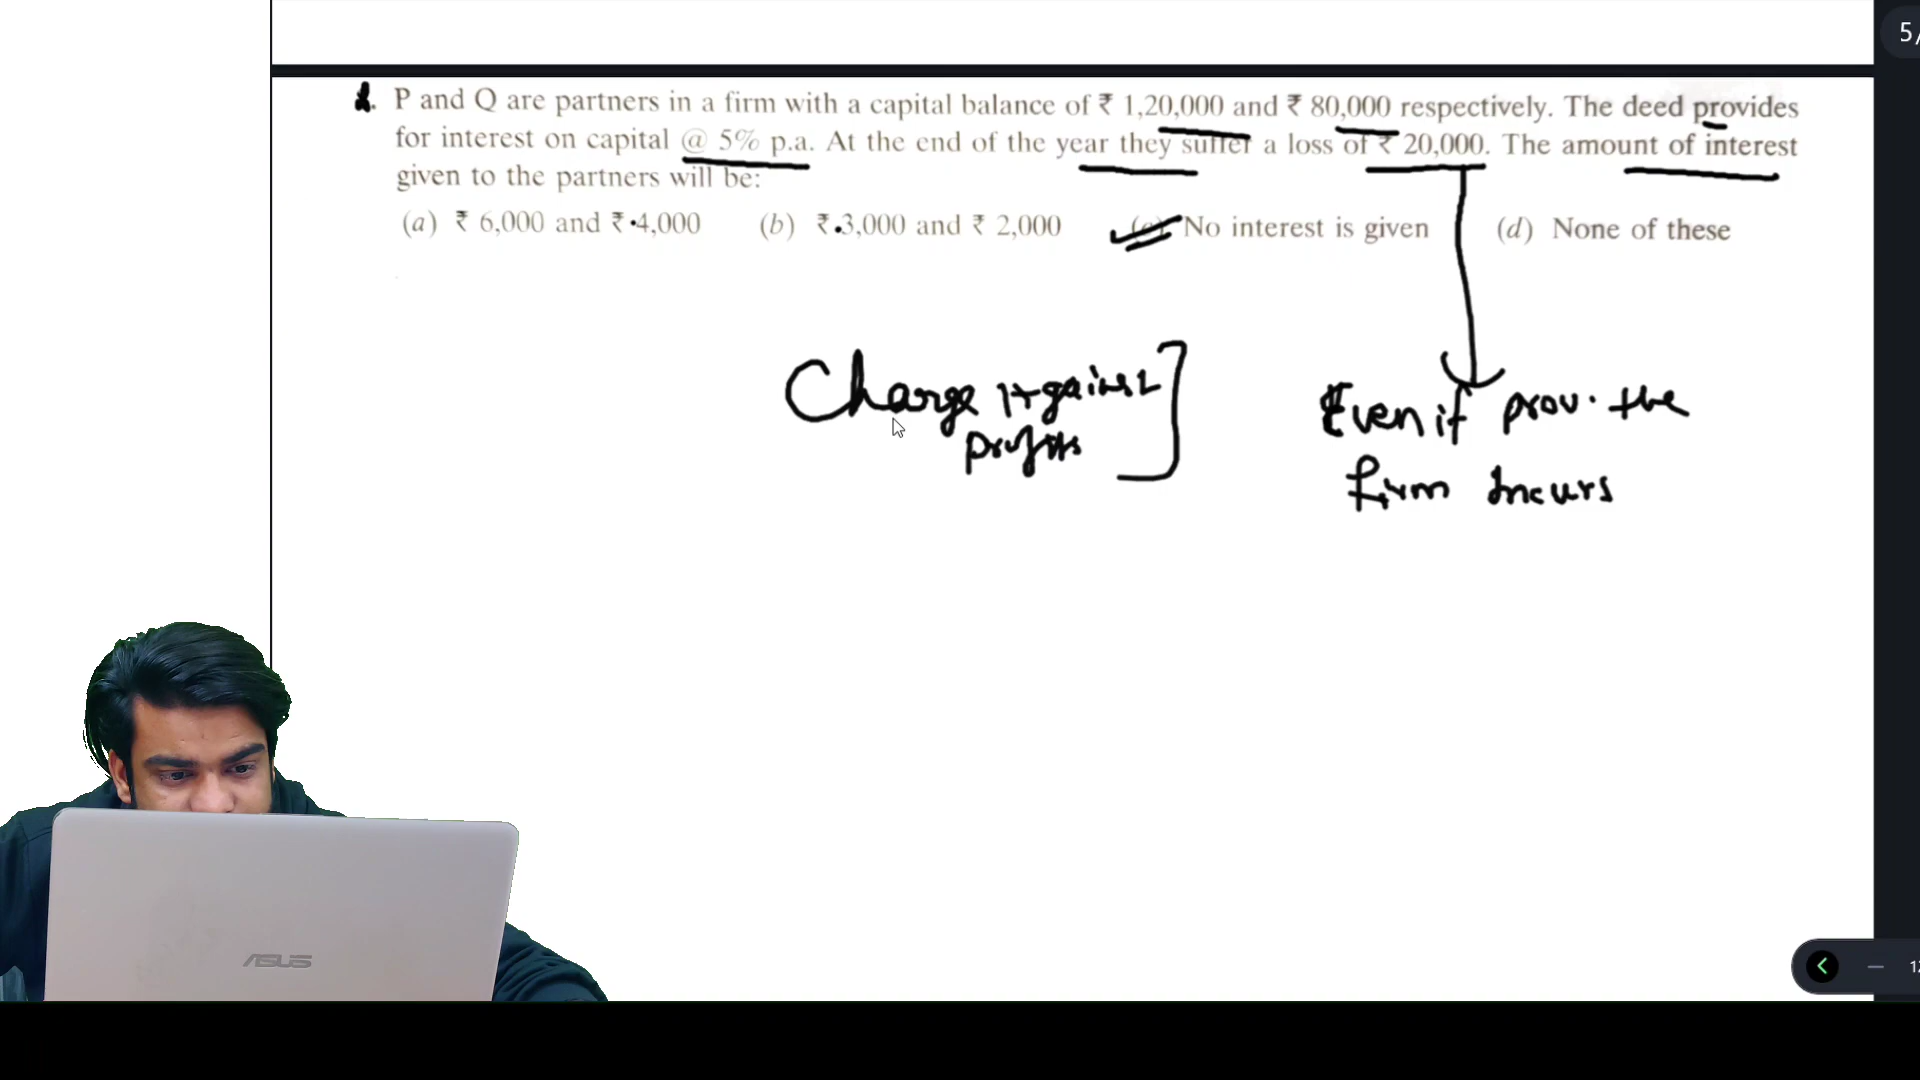 5/
P and Q are partners in a firm with a capital balance of ₹ 1,20,000 and ₹ 80,000 respectively. The deed provides
for interest on capital @ 5% p.a. At the end of the year they suffer a loss of ₹ 20,000. The amount of interest
given to the partners will be:
(a) ₹ 6,000 and ₹ 4,000 (b) ₹ 3,000 and ₹ 2,000 (c) No interest is given (d) None of these
Charge Against
profits
Even if prov. the
firm Incurs
ASUS
12